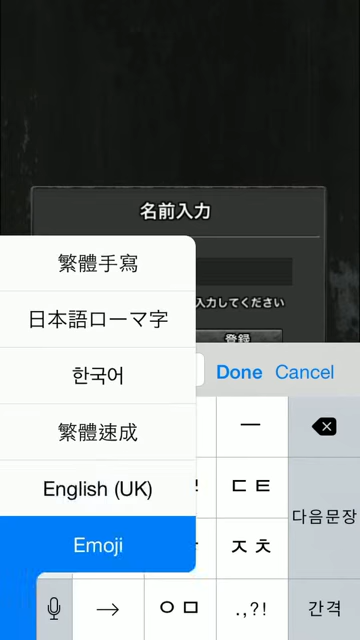 名前入力
入力してください
登録
繁體手寫
日本語ローマ字
한국어
繁體速成
English (UK)
Emoji
Done
Cancel
ㅡ
ㄷㅌ
다음문장
ㅈㅊ
→
ㅇㅁ
.,?!
간격